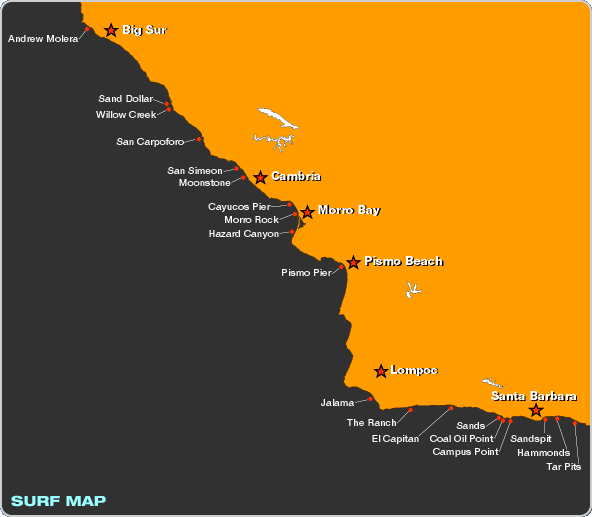 Big Sur
Andrew Molera
Sand Dollar
Willow Creek
San Carpoforo
San Simeon
Cambria
Moonstone
Cayucos Pier
Morro Bay
Morro Rock
Hazard Canyon
Pismo Beach
Pismo Pier
Lompoc
Santa Barbara
Jalama
The Ranch
Sands
El Capitan
Coal Oil Point
Sandspit
Campus Point
Hammonds
Tar Pits
SURF MAP